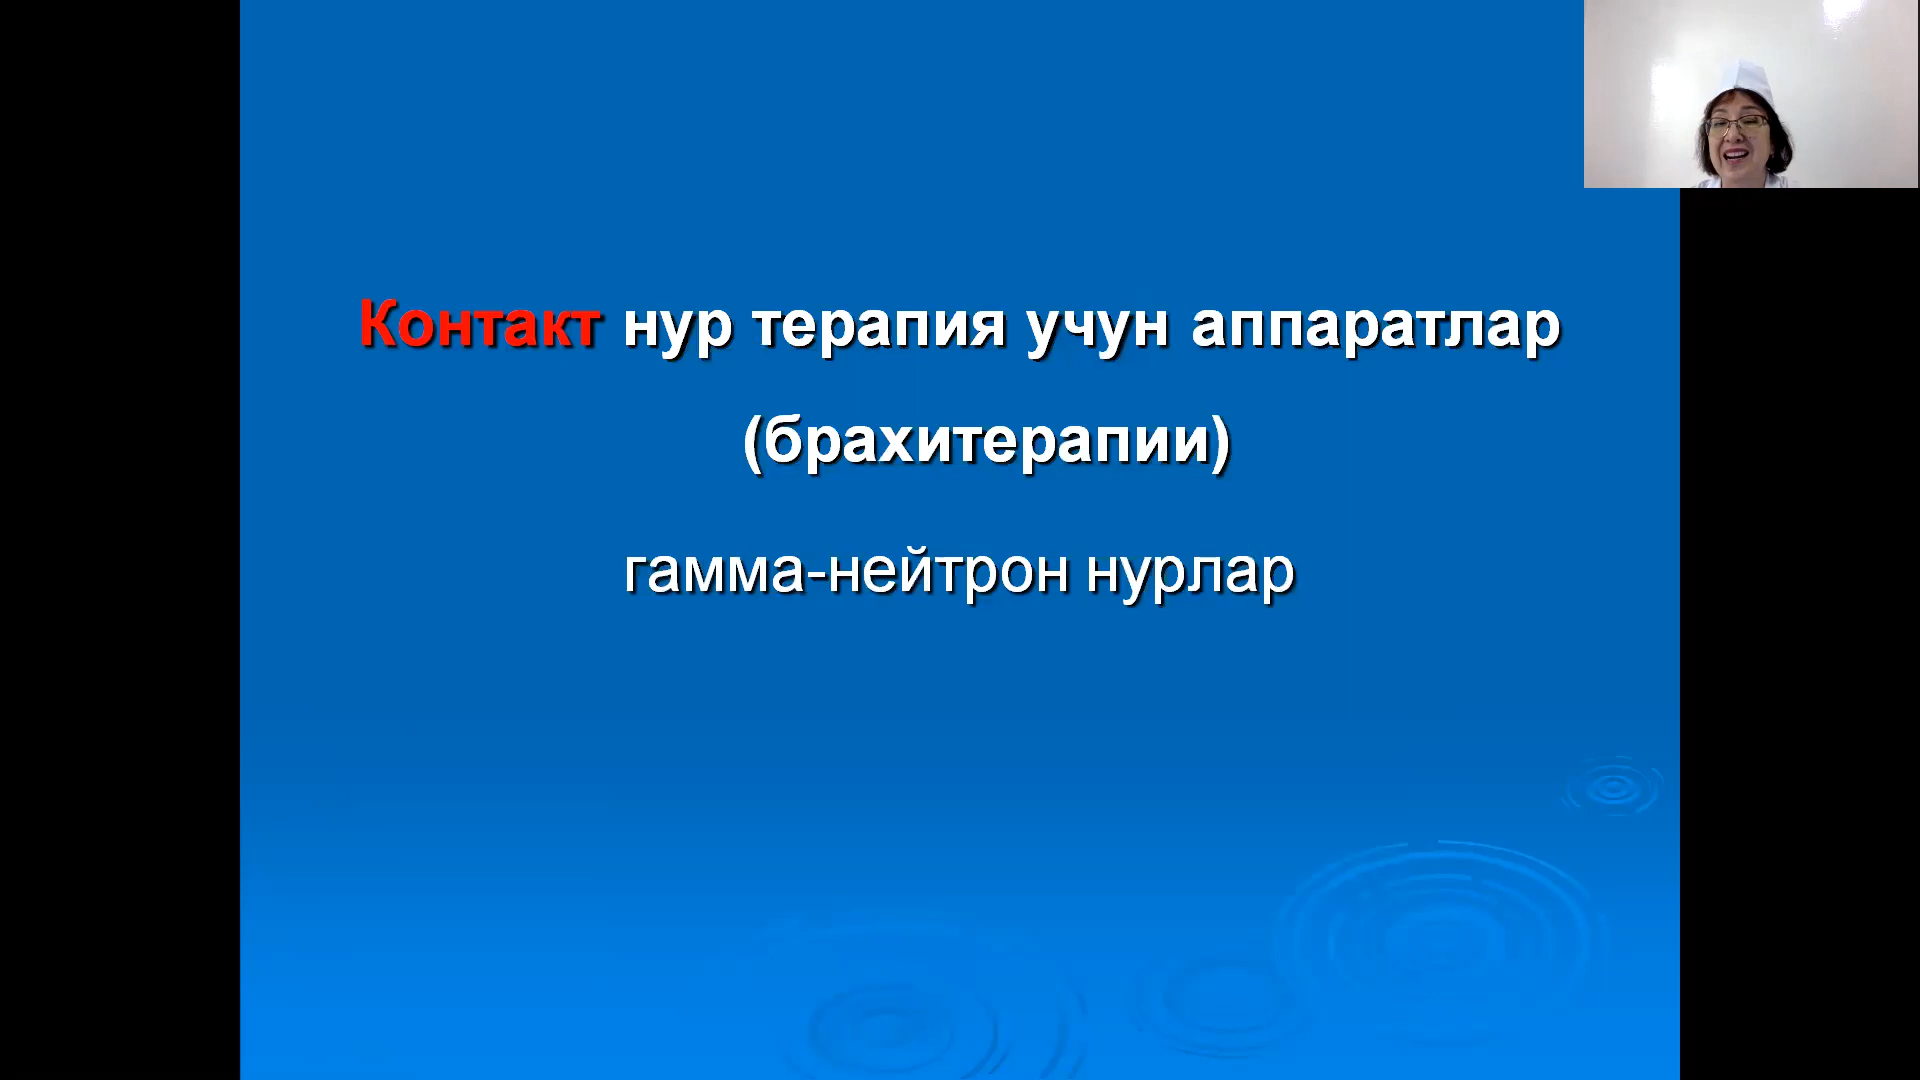 Контакт нур терапия учун аппаратлар
(брахитерапии)
гамма-нейтрон нурлар